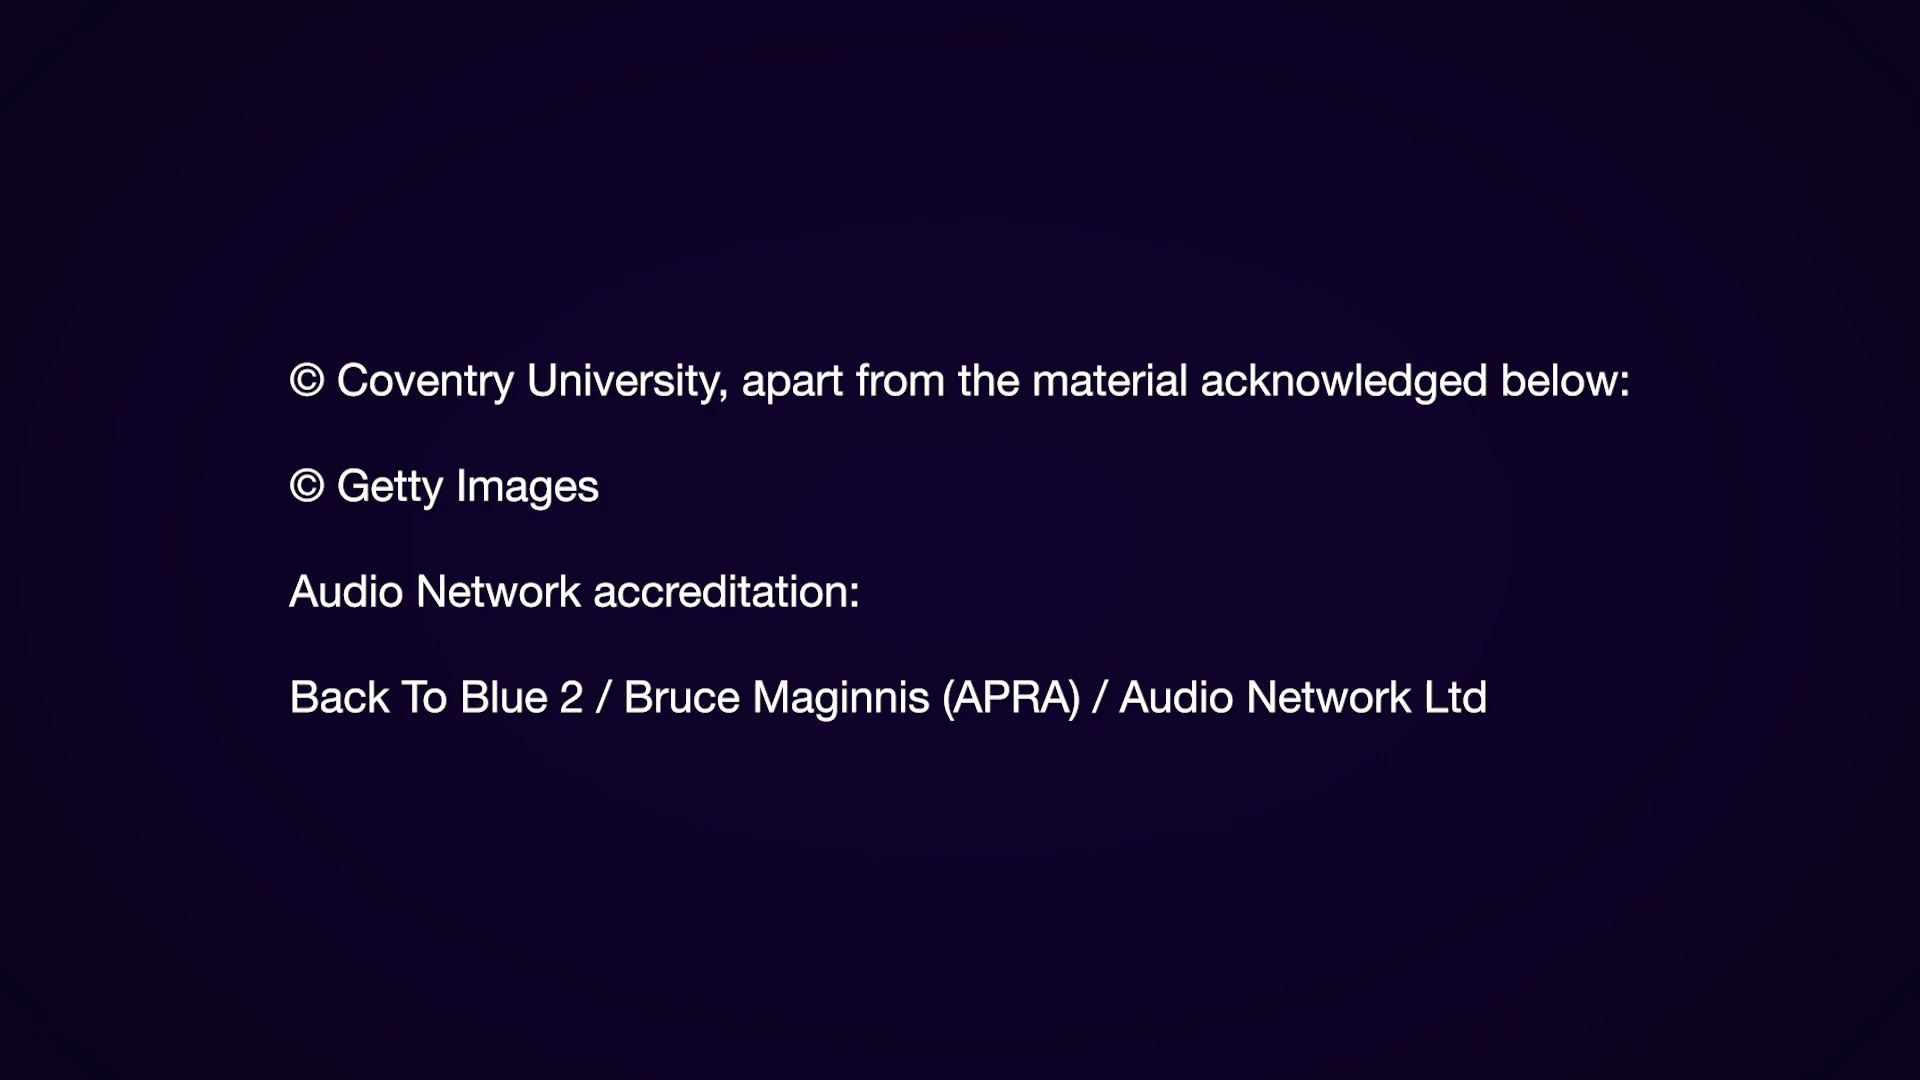 © Coventry University, apart from the material acknowledged below:
© Getty Images
Audio Network accreditation:
Back To Blue 2 / Bruce Maginnis (APRA) / Audio Network Ltd